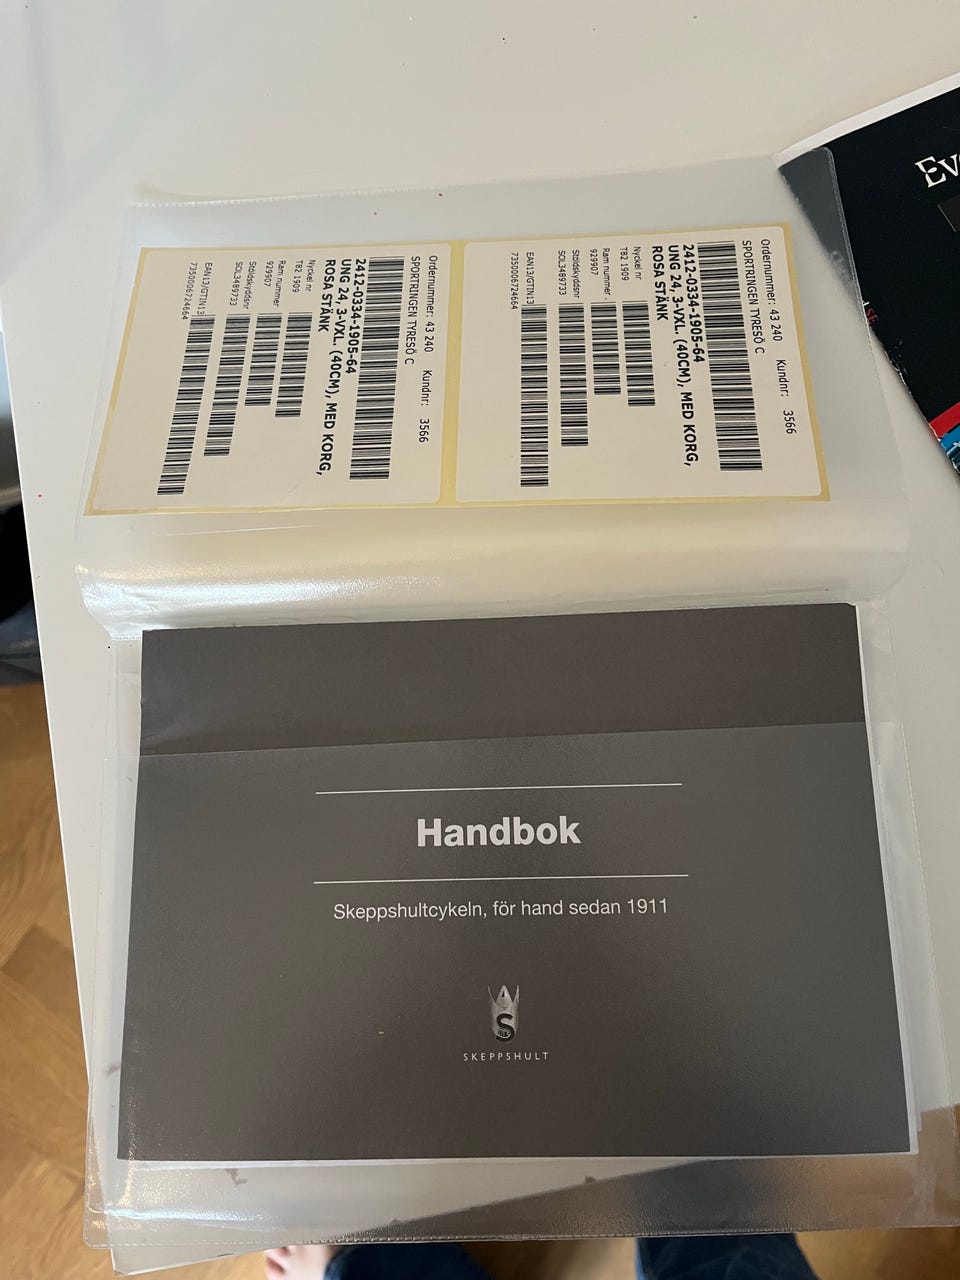 Ordernummer: 43 240 Kundnr: 3566
SPORTRINGEN TYRESÖ C
2412-0334-1905-64
UNG 24, 3-VXL. (40CM), MED KORG,
ROSA STÄNK
Nyckel nr
TB2 1909
Ram nummer
929907
Stöldskyddsnr
SOL3489733
EAN13/GTIN13
7350006724664
Ordernummer: 43 240 Kundnr: 3566
SPORTRINGEN TYRESÖ C
2412-0334-1905-64
UNG 24, 3-VXL. (40CM), MED KORG,
ROSA STÄNK
Nyckel nr
TB2 1909
Ram nummer
929907
Stöldskyddsnr
SOL3489733
EAN13/GTIN13
7350006724664
Handbok
Skeppshultcykeln, för hand sedan 1911
S
SKEPPSHULT